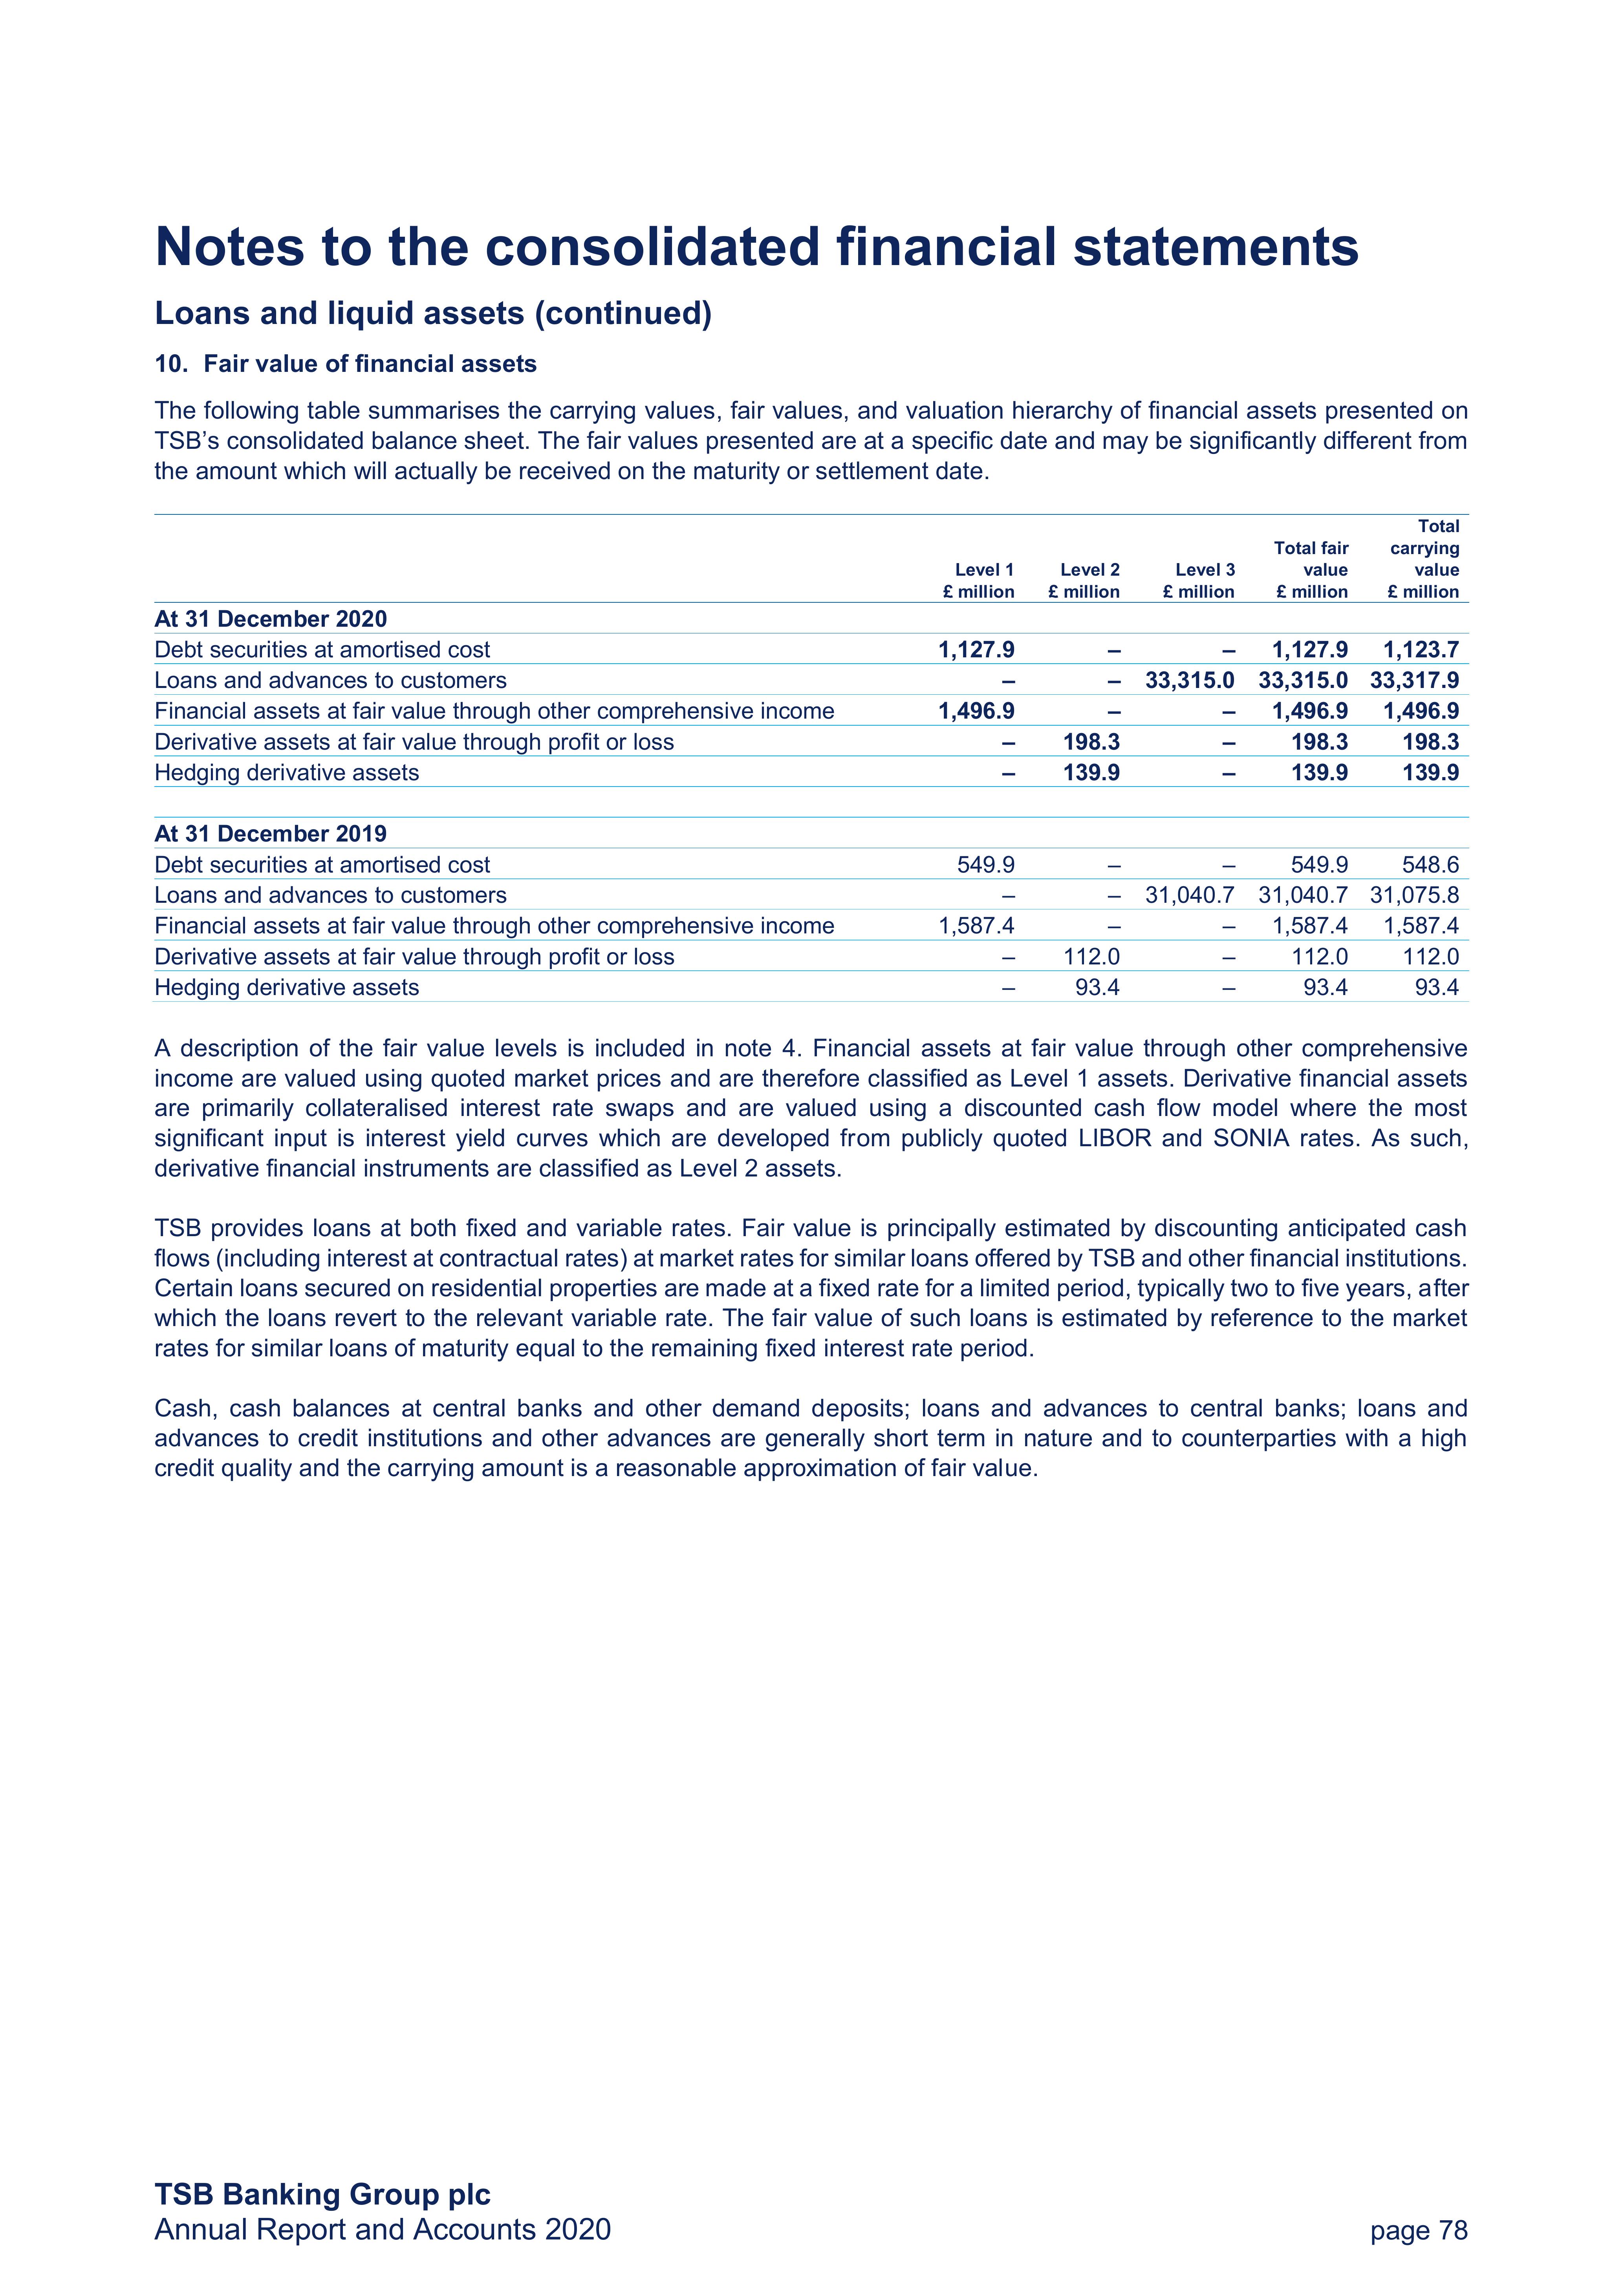 Notes to the consolidated financial statements
Loans and liquid assets (continued)
10. Fair value of financial assets
The following table summarises the carrying values, fair values, and valuation hierarchy of financial assets presented on
TSB’s consolidated balance sheet. The fair values presented are at a specific date and may be significantly different from
the amount which will actually be received on the maturity or settlement date.
Total
Total fair carrying
Level 1 Level 2 Level 3 value value
£ million £ million £ million £ million £ million
At 31 December 2020
Debt securities at amortised cost 1,127.9 – – 1,127.9 1,123.7
Loans and advances to customers – – 33,315.0 33,315.0 33,317.9
Financial assets at fair value through other comprehensive income 1,496.9 – – 1,496.9 1,496.9
Derivative assets at fair value through profit or loss – 198.3 – 198.3 198.3
Hedging derivative assets – 139.9 – 139.9 139.9
At 31 December 2019
Debt securities at amortised cost 549.9 – – 549.9 548.6
Loans and advances to customers – – 31,040.7 31,040.7 31,075.8
Financial assets at fair value through other comprehensive income 1,587.4 – – 1,587.4 1,587.4
Derivative assets at fair value through profit or loss – 112.0 – 112.0 112.0
Hedging derivative assets – 93.4 – 93.4 93.4
A description of the fair value levels is included in note 4. Financial assets at fair value through other comprehensive
income are valued using quoted market prices and are therefore classified as Level 1 assets. Derivative financial assets
are primarily collateralised interest rate swaps and are valued using a discounted cash flow model where the most
significant input is interest yield curves which are developed from publicly quoted LIBOR and SONIA rates. As such,
derivative financial instruments are classified as Level 2 assets.
TSB provides loans at both fixed and variable rates. Fair value is principally estimated by discounting anticipated cash
flows (including interest at contractual rates) at market rates for similar loans offered by TSB and other financial institutions.
Certain loans secured on residential properties are made at a fixed rate for a limited period, typically two to five years, after
which the loans revert to the relevant variable rate. The fair value of such loans is estimated by reference to the market
rates for similar loans of maturity equal to the remaining fixed interest rate period.
Cash, cash balances at central banks and other demand deposits; loans and advances to central banks; loans and
advances to credit institutions and other advances are generally short term in nature and to counterparties with a high
credit quality and the carrying amount is a reasonable approximation of fair value.
TSB Banking Group plc
Annual Report and Accounts 2020 page 78